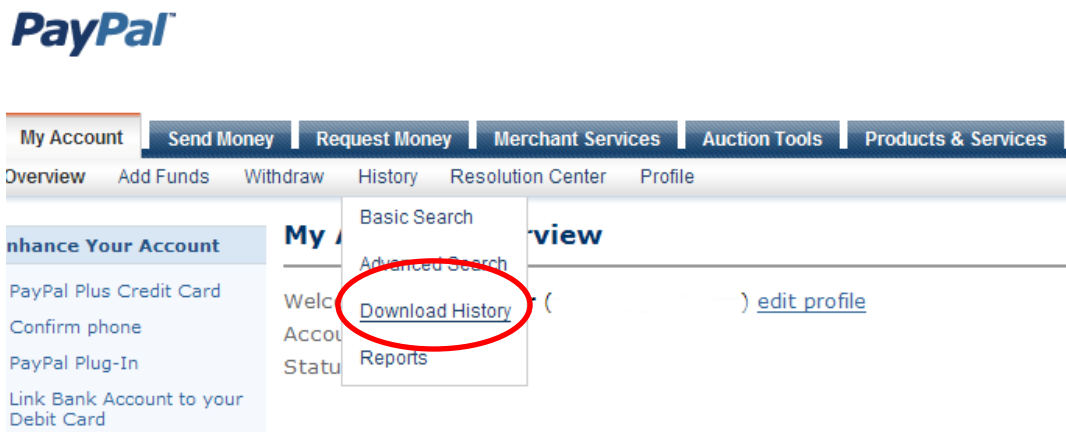 PayPal™
My Account Send Money Request Money Merchant Services Auction Tools Products & Services
Overview Add Funds Withdraw History Resolution Center Profile
nhance Your Account
PayPal Plus Credit Card
Confirm phone
PayPal Plug-In
Link Bank Account to your
Debit Card
Basic Search
Advanced Search
Download History
Reports
My
view
Welc ( ) edit profile
Accou
Statu